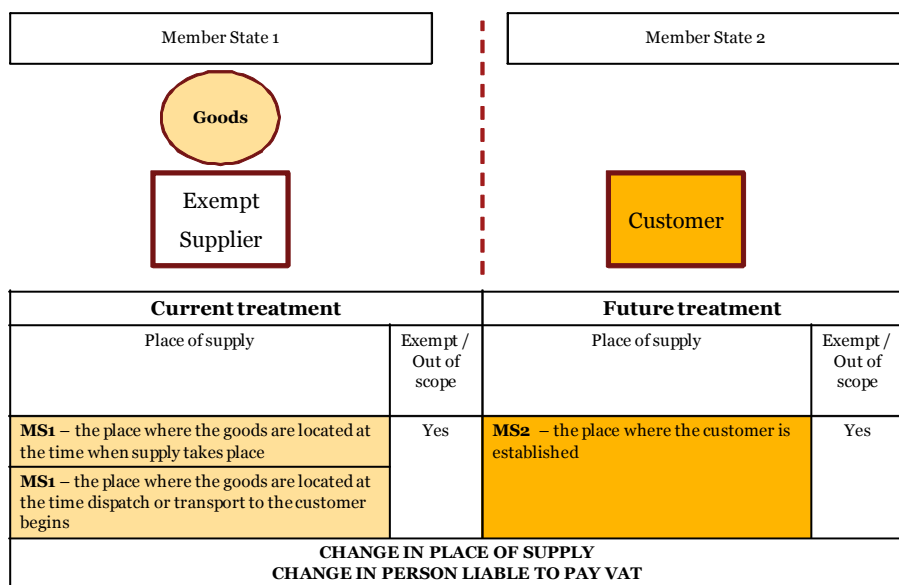 Member State 1
Member State 2
Goods
Exempt
Supplier
Customer
Current treatment
Future treatment
Place of supply
Exempt /
Out of
scope
Place of supply
Exempt /
Out of
scope
MS1 – the place where the goods are located at
the time when supply takes place
Yes
MS2 – the place where the customer is
established
Yes
MS1 – the place where the goods are located at
the time dispatch or transport to the customer
begins
CHANGE IN PLACE OF SUPPLY
CHANGE IN PERSON LIABLE TO PAY VAT